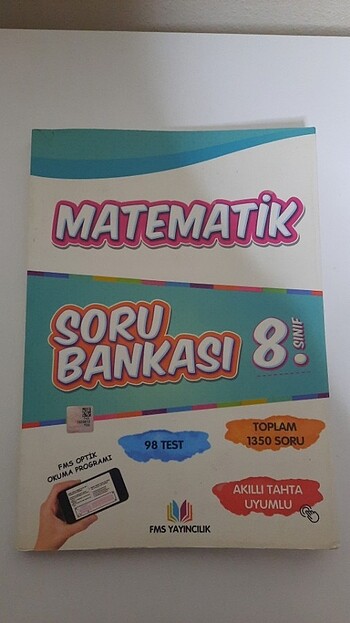 MATEMATİK
SORU
BANKASI
8. SINIF
98 TEST
TOPLAM
1350 SORU
FMS OPTİK
OKUMA PROGRAMI
AKILLI TAHTA
UYUMLU
FMS YAYINCILIK